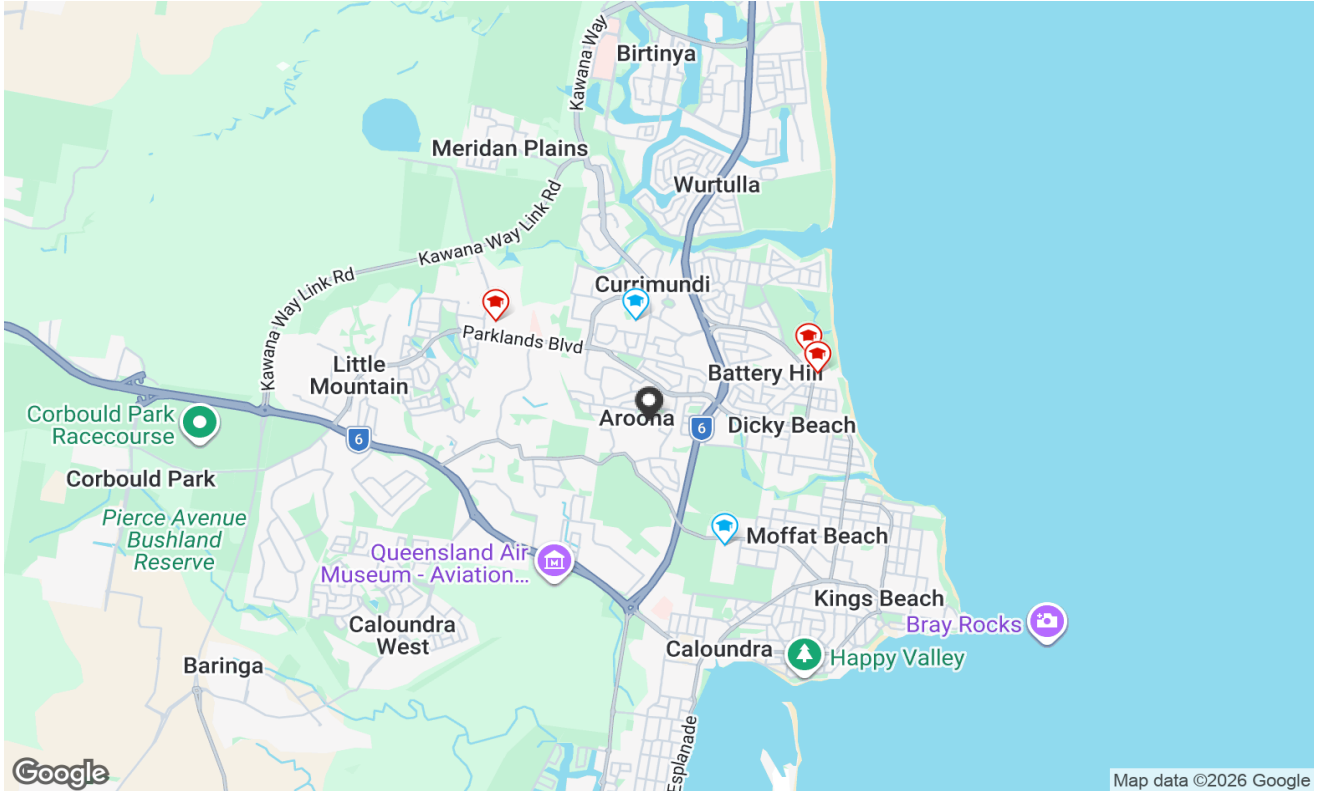 Birtinya
Kawana Way
Meridan Plains
Wurtulla
Kawana Way Link Rd
Currimundi
Kawana Way Link Rd
Parklands Blvd
Little
Mountain
Battery Hill
Corbould Park
Racecourse
Aroona
6
Dicky Beach
6
Corbould Park
Pierce Avenue
Bushland
Reserve
Moffat Beach
Queensland Air
Museum - Aviation...
M
Kings Beach
Bray Rocks
Caloundra
West
Caloundra
Happy Valley
Baringa
Esplanade
Google
Map data ©2026 Google